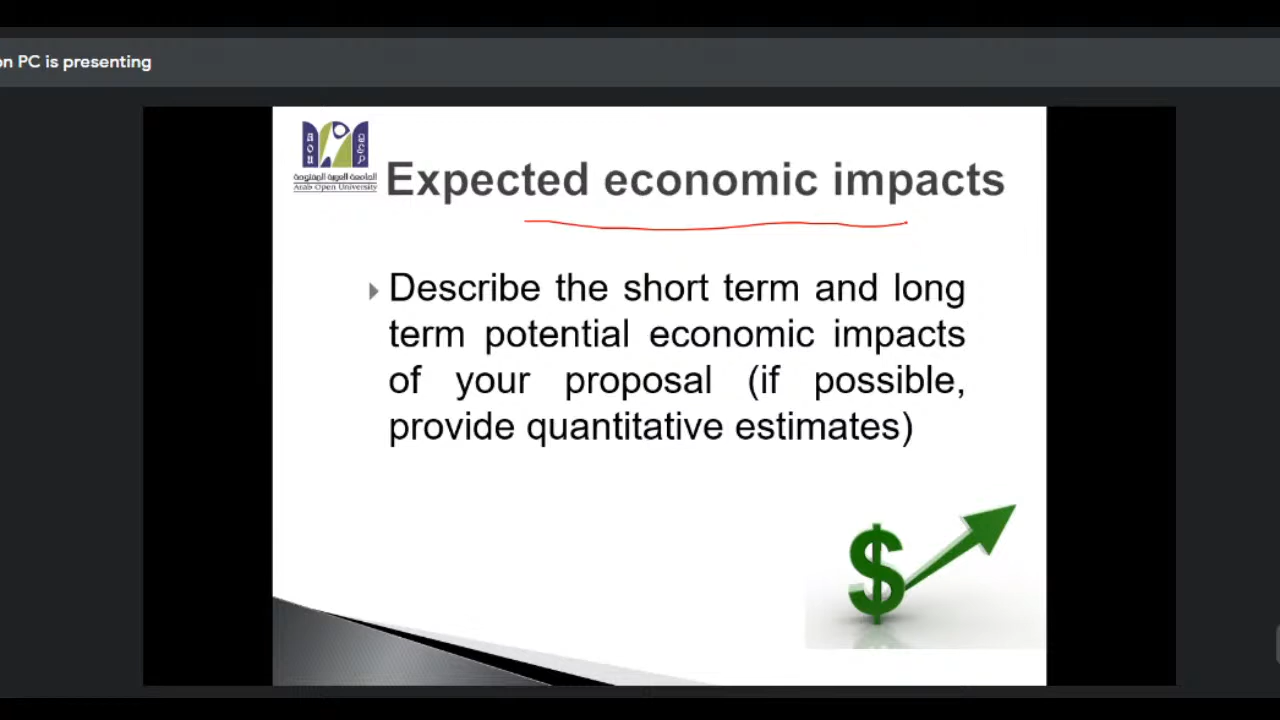 on PC is presenting
AOU
الجامعة العربية المفتوحة
Arab Open University
Expected economic impacts
Describe the short term and long
term potential economic impacts
of your proposal (if possible,
provide quantitative estimates)
$